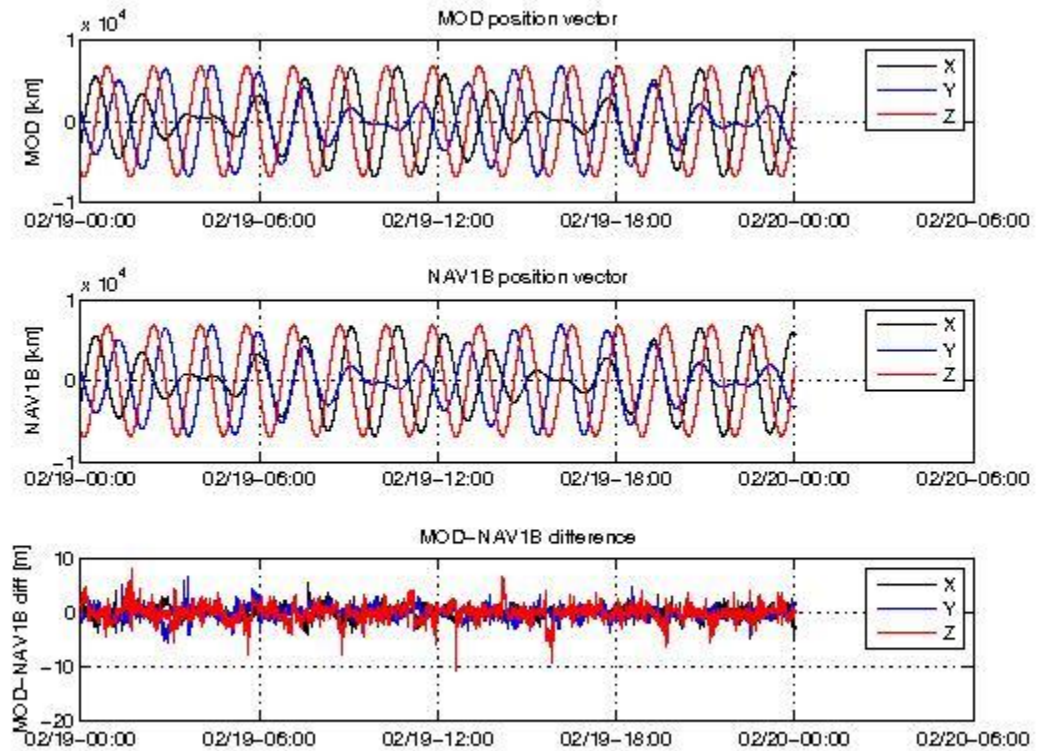 MOD position vector
x 10^4
1
0
-1
MOD [km]
X
Y
Z
02/19-00:00 02/19-06:00 02/19-12:00 02/19-18:00 02/20-00:00 02/20-06:00
NAV1B position vector
x 10^4
1
0
-1
NAV1B [km]
X
Y
Z
02/19-00:00 02/19-06:00 02/19-12:00 02/19-18:00 02/20-00:00 02/20-06:00
MOD-NAV1B difference
10
0
-10
-20
MOD-NAV1B diff [m]
X
Y
Z
02/19-00:00 02/19-06:00 02/19-12:00 02/19-18:00 02/20-00:00 02/20-06:00